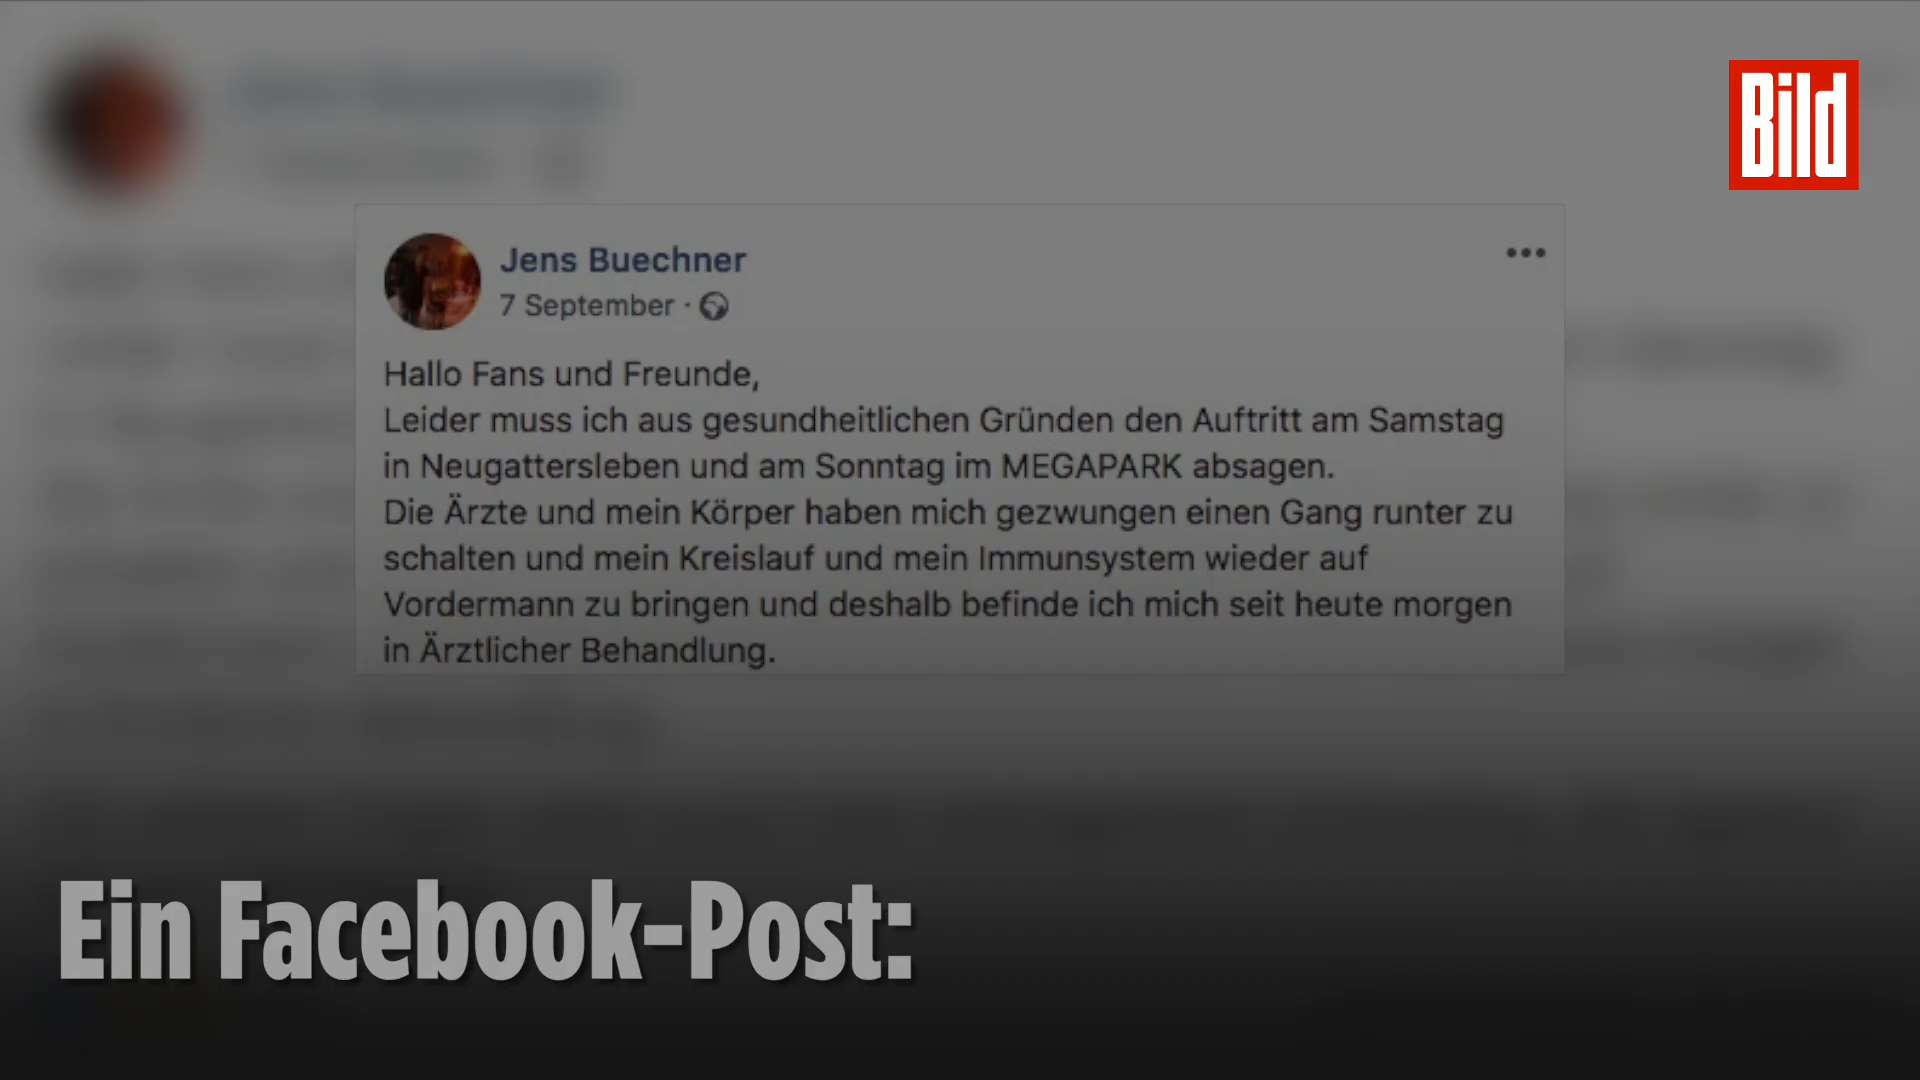 Bild
Jens Buechner
7 September ·
Hallo Fans und Freunde,
Leider muss ich aus gesundheitlichen Gründen den Auftritt am Samstag
in Neugattersleben und am Sonntag im MEGAPARK absagen.
Die Ärzte und mein Körper haben mich gezwungen einen Gang runter zu
schalten und mein Kreislauf und mein Immunsystem wieder auf
Vordermann zu bringen und deshalb befinde ich mich seit heute morgen
in Ärztlicher Behandlung.
Ein Facebook-Post: